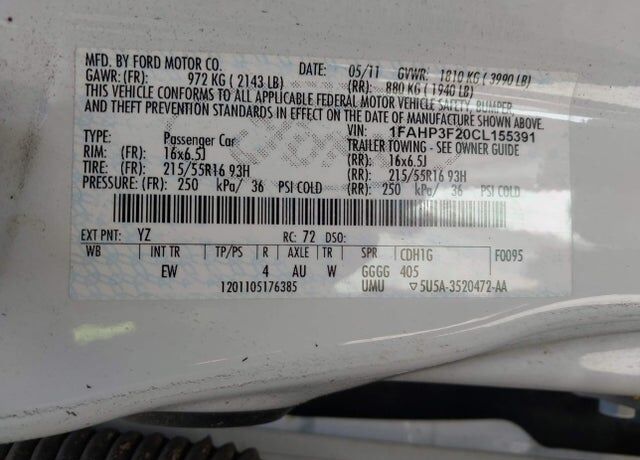 MFD. BY FORD MOTOR CO. DATE: 05/11 GVWR: 1810 KG ( 3990 LB)
GAWR: (FR): 972 KG ( 2143 LB) (RR): 880 KG ( 1940 LB)
THIS VEHICLE CONFORMS TO ALL APPLICABLE FEDERAL MOTOR VEHICLE SAFETY, BUMPER,
AND THEFT PREVENTION STANDARDS IN EFFECT ON THE DATE OF MANUFACTURE SHOWN ABOVE.
VIN: 1FAHP3F20CL155391
TYPE: Passenger Car TRAILER TOWING - SEE OWNER GUIDE
RIM: (FR): 16x6.5J (RR): 16x6.5J
TIRE: (FR): 215/55R16 93H (RR): 215/55R16 93H
PRESSURE: (FR): 250 kPa/ 36 PSI COLD (RR): 250 kPa/ 36 PSI COLD
EXT PNT: YZ RC: 72 DSO:
WB INT TR TP/PS R AXLE TR SPR CDH1G F0095
EW 4 AU W GGGG 405
1201105176385 UMU ▽5U5A-3520472-AA